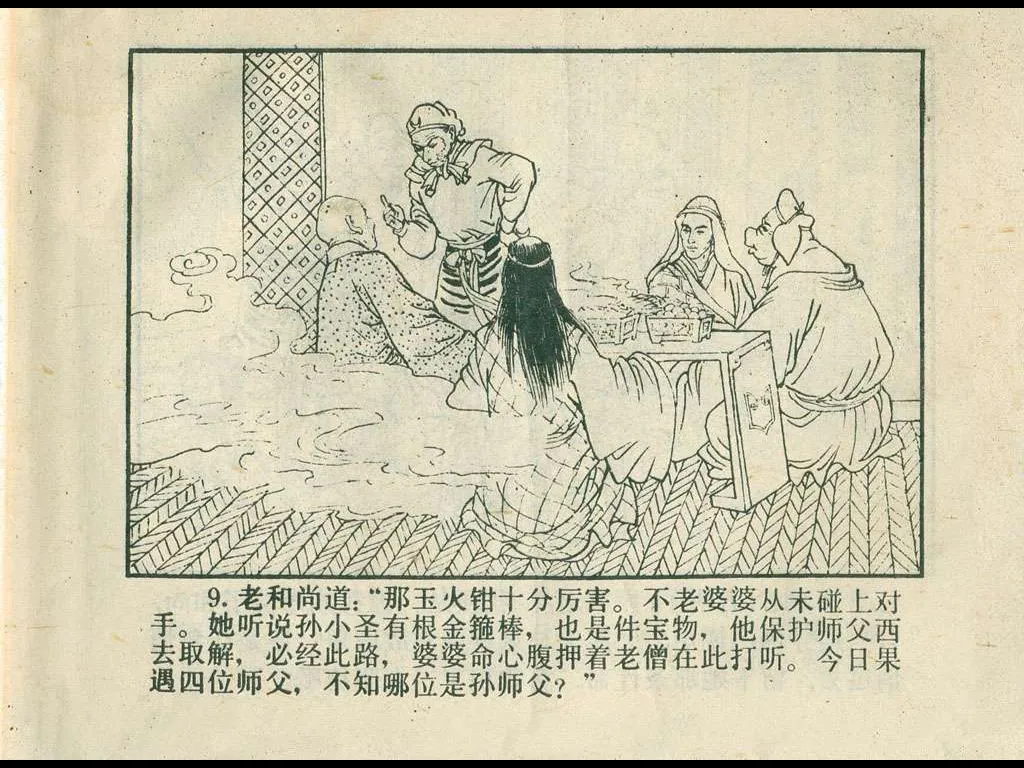 9. 老和尚道：“那玉火钳十分厉害。不老婆婆从未碰上对
手。她听说孙小圣有根金箍棒，也是件宝物，他保护师父西
去取解，必经此路，婆婆命心腹押着老僧在此打听。今日果
遇四位师父，不知哪位是孙师父？”